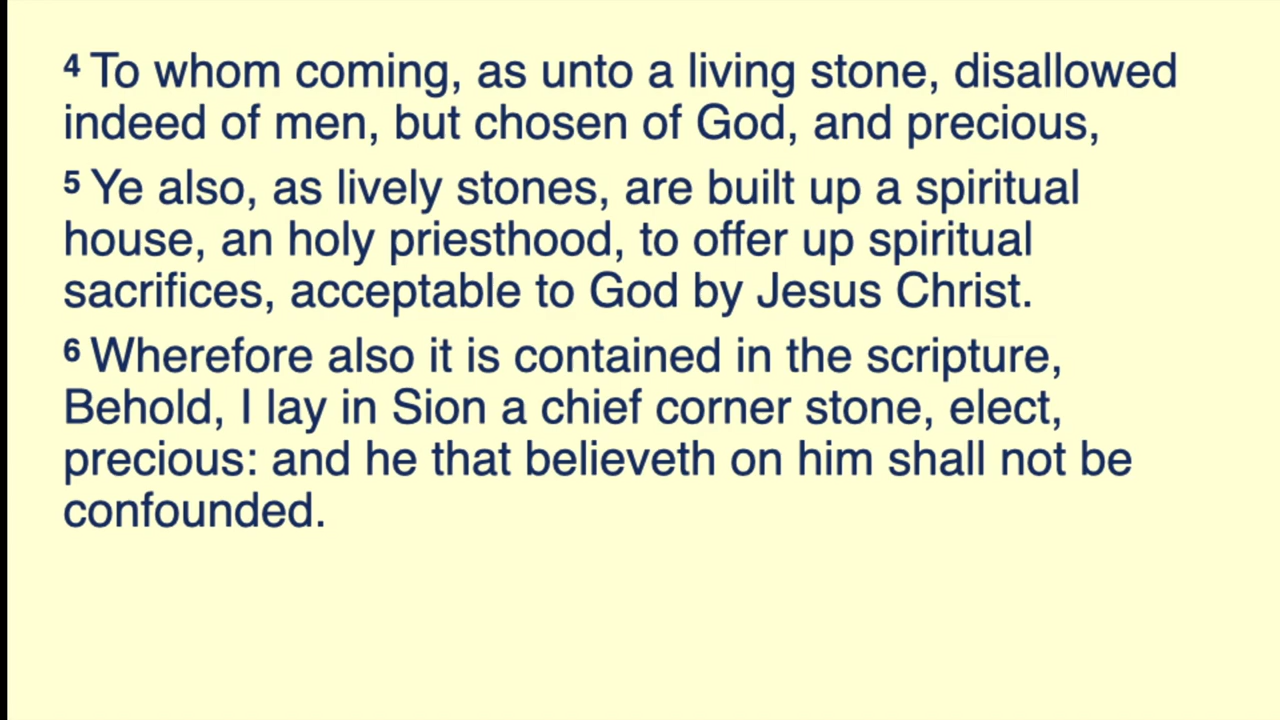 4 To whom coming, as unto a living stone, disallowed
indeed of men, but chosen of God, and precious,
5 Ye also, as lively stones, are built up a spiritual
house, an holy priesthood, to offer up spiritual
sacrifices, acceptable to God by Jesus Christ.
6 Wherefore also it is contained in the scripture,
Behold, I lay in Sion a chief corner stone, elect,
precious: and he that believeth on him shall not be
confounded.